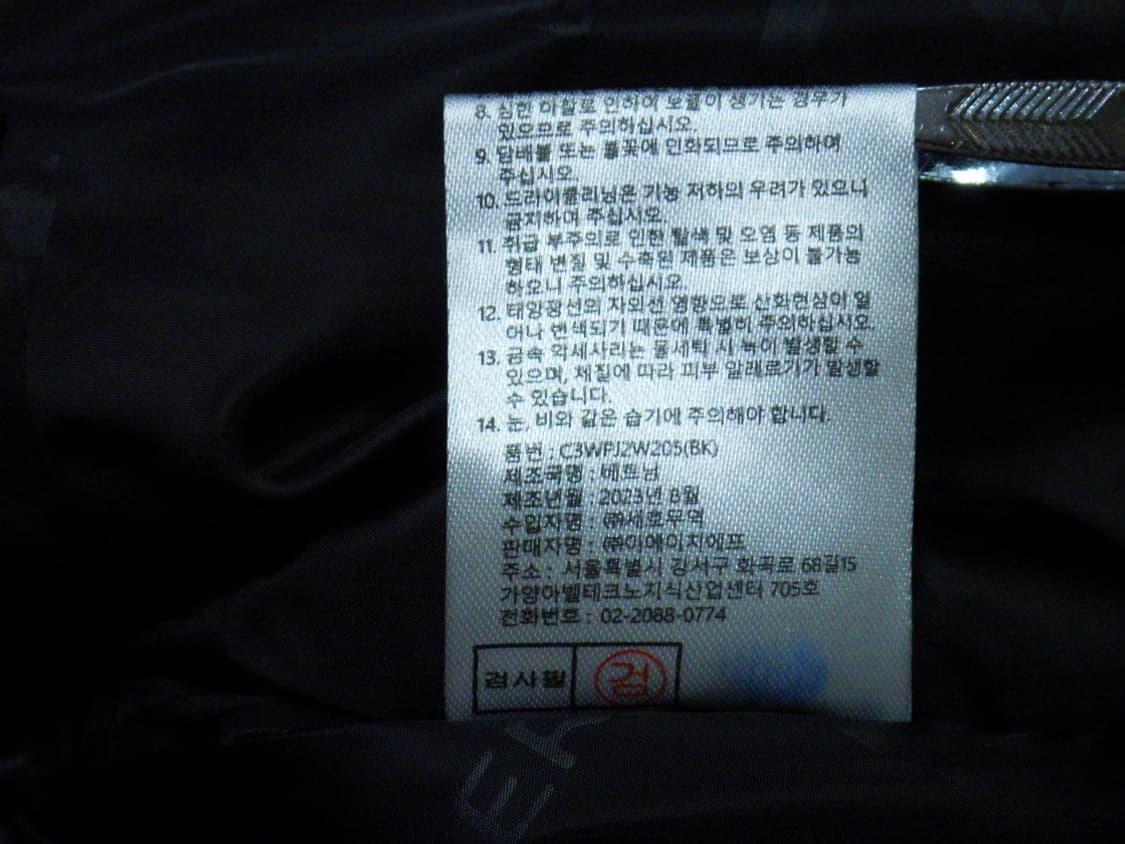 8. 심한 마찰로 인하여 보풀이 생기는 경우가
있으므로 주의하십시오.
9. 담배불 또는 불꽃에 인화되므로 주의하여
주십시오.
10. 드라이클리닝은 기능 저하의 우려가 있으니
금지하여 주십시오.
11. 취급 부주의로 인한 탈색 및 오염 등 제품의
형태 변질 및 수축된 제품은 보상이 불가능
하오니 주의하십시오.
12. 태양광선의 자외선 영향으로 산화현상이 일
어나 변색되기 때문에 특별히 주의하십시오.
13. 금속 악세사리는 물세탁 시 녹이 발생할 수
있으며, 체질에 따라 피부 알레르기가 발생할
수 있습니다.
14. 눈, 비와 같은 습기에 주의해야 합니다.
품번 : C3WPJ2W205(BK)
제조국명 : 베트남
제조년월 : 2023년 8월
수입자명 : ㈜세호무역
판매자명 : ㈜이에이치에프
주소 : 서울특별시 강서구 화곡로 68길15
가양아벨테크노지식산업센터 705호
전화번호 : 02-2088-0774
검사필 검